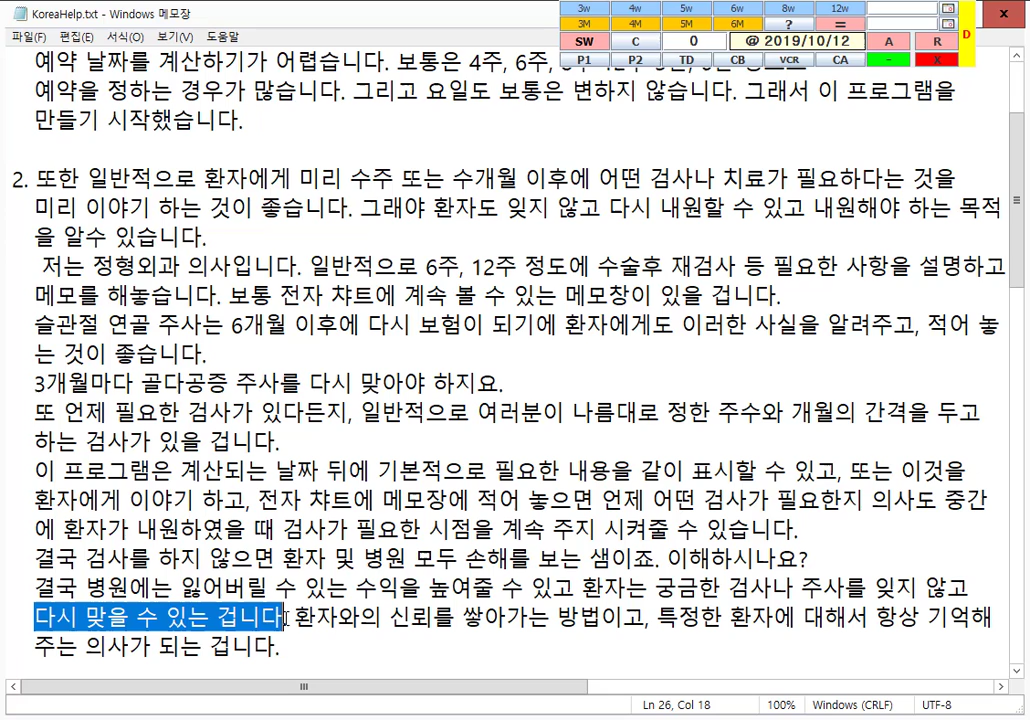 KoreaHelp.txt - Windows 메모장
파일(F) 편집(E) 서식(O) 보기(V) 도움말
3w 4w 5w 6w 8w 12w
3M 4M 5M 6M ? =
SW C 0 @ 2019/10/12 A R D
P1 P2 TD CB VCR CA - X
예약 날짜를 계산하기가 어렵습니다. 보통은 4주, 6주,
예약을 정하는 경우가 많습니다. 그리고 요일도 보통은 변하지 않습니다. 그래서 이 프로그램을
만들기 시작했습니다.
2. 또한 일반적으로 환자에게 미리 수주 또는 수개월 이후에 어떤 검사나 치료가 필요하다는 것을
미리 이야기 하는 것이 좋습니다. 그래야 환자도 잊지 않고 다시 내원할 수 있고 내원해야 하는 목적
을 알수 있습니다.
저는 정형외과 의사입니다. 일반적으로 6주, 12주 정도에 수술후 재검사 등 필요한 사항을 설명하고
메모를 해놓습니다. 보통 전자 챠트에 계속 볼 수 있는 메모창이 있을 겁니다.
슬관절 연골 주사는 6개월 이후에 다시 보험이 되기에 환자에게도 이러한 사실을 알려주고, 적어 놓
는 것이 좋습니다.
3개월마다 골다공증 주사를 다시 맞아야 하지요.
또 언제 필요한 검사가 있다든지, 일반적으로 여러분이 나름대로 정한 주수와 개월의 간격을 두고
하는 검사가 있을 겁니다.
이 프로그램은 계산되는 날짜 뒤에 기본적으로 필요한 내용을 같이 표시할 수 있고, 또는 이것을
환자에게 이야기 하고, 전자 챠트에 메모장에 적어 놓으면 언제 어떤 검사가 필요한지 의사도 중간
에 환자가 내원하였을 때 검사가 필요한 시점을 계속 주지 시켜줄 수 있습니다.
결국 검사를 하지 않으면 환자 및 병원 모두 손해를 보는 샘이죠. 이해하시나요?
결국 병원에는 잃어버릴 수 있는 수익을 높여줄 수 있고 환자는 궁금한 검사나 주사를 잊지 않고
다시 맞을 수 있는 겁니다. 환자와의 신뢰를 쌓아가는 방법이고, 특정한 환자에 대해서 항상 기억해
주는 의사가 되는 겁니다.
Ln 26, Col 18 100% Windows (CRLF) UTF-8